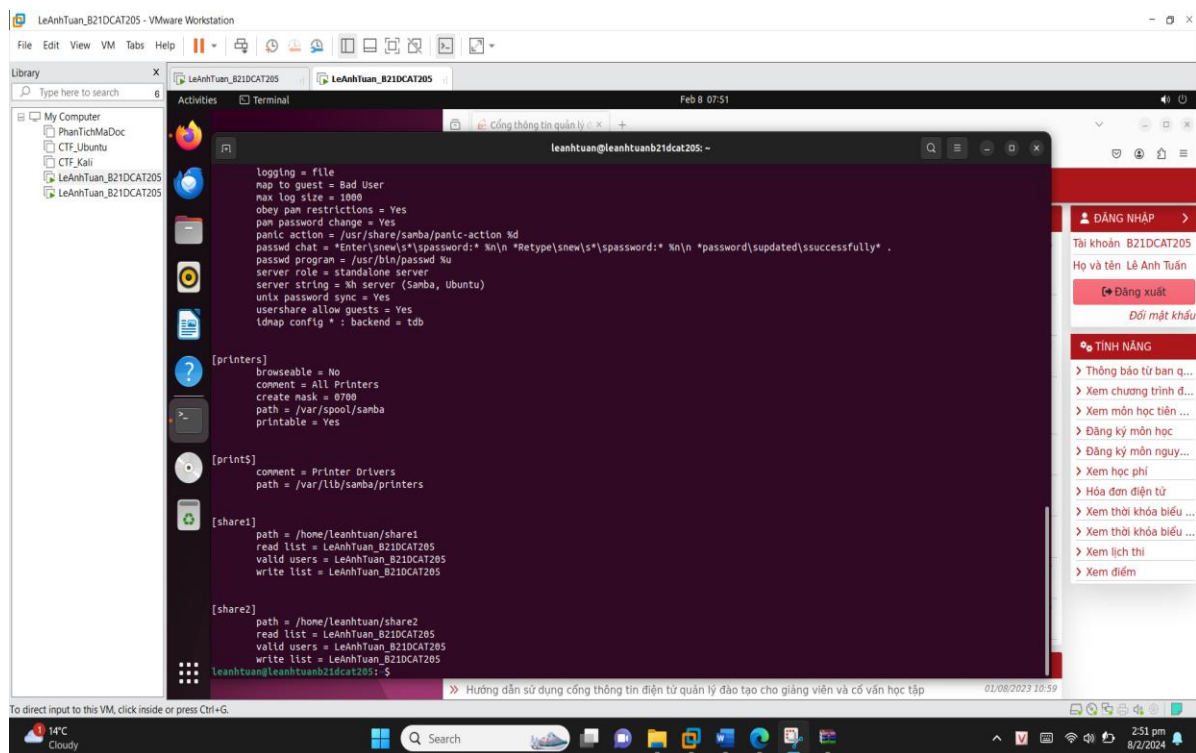 LeAnhTuan_B21DCAT205 - VMware Workstation
File Edit View VM Tabs Help
Library
Type here to search
6
My Computer
PhanTichMaDoc
CTF_Ubuntu
CTF_Kali
LeAnhTuan_B21DCAT205
LeAnhTuan_B21DCAT205
LeAnhTuan_B21DCAT205
LeAnhTuan_B21DCAT205
Activities
Terminal
Feb 8 07:51
Cổng thông tin quản lý
leanhtuan@leanhtuanb21dcat205: ~
logging = file
map to guest = Bad User
max log size = 1000
obey pam restrictions = Yes
pam password change = Yes
panic action = /usr/share/samba/panic-action %d
passwd chat = *Enter\snew\s*\spassword:* %n\n *Retype\snew\s*\spassword:* %n\n *password\supdated\ssuccessfully* .
passwd program = /usr/bin/passwd %u
server role = standalone server
server string = %h server (Samba, Ubuntu)
unix password sync = Yes
usershare allow guests = Yes
idmap config * : backend = tdb
[printers]
browseable = No
comment = All Printers
create mask = 0700
path = /var/spool/samba
printable = Yes
[print$]
comment = Printer Drivers
path = /var/lib/samba/printers
[share1]
path = /home/leanhtuan/share1
read list = LeAnhTuan_B21DCAT205
valid users = LeAnhTuan_B21DCAT205
write list = LeAnhTuan_B21DCAT205
[share2]
path = /home/leanhtuan/share2
read list = LeAnhTuan_B21DCAT205
valid users = LeAnhTuan_B21DCAT205
write list = LeAnhTuan_B21DCAT205
leanhtuan@leanhtuanb21dcat205:~$
ĐĂNG NHẬP
Tài khoản B21DCAT205
Họ và tên Lê Anh Tuấn
Đăng xuất
Đổi mật khẩu
TÍNH NĂNG
Thông báo từ ban q...
Xem chương trình đ...
Xem môn học tiên ...
Đăng ký môn học
Đăng ký môn nguy...
Xem học phí
Hóa đơn điện tử
Xem thời khóa biểu ...
Xem thời khóa biểu ...
Xem lịch thi
Xem điểm
Hướng dẫn sử dụng cổng thông tin điện tử quản lý đào tạo cho giảng viên và cố vấn học tập
01/08/2023 10:59
To direct input to this VM, click inside or press Ctrl+G.
1
14°C
Cloudy
Search
2:51 pm
8/2/2024